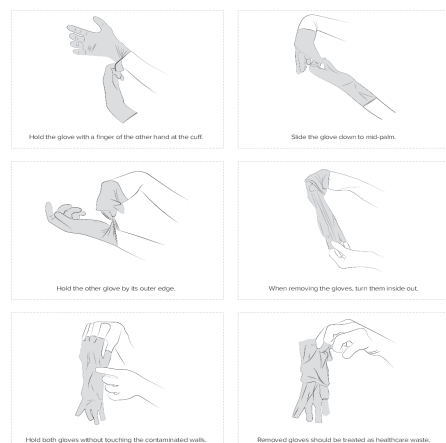 Hold the glove with a finger of the other hand at the cuff.
Slide the glove down to mid-palm.
Hold the other glove by its outer edge.
When removing the gloves, turn them inside out.
Hold both gloves without touching the contaminated walls.
Removed gloves should be treated as healthcare waste.